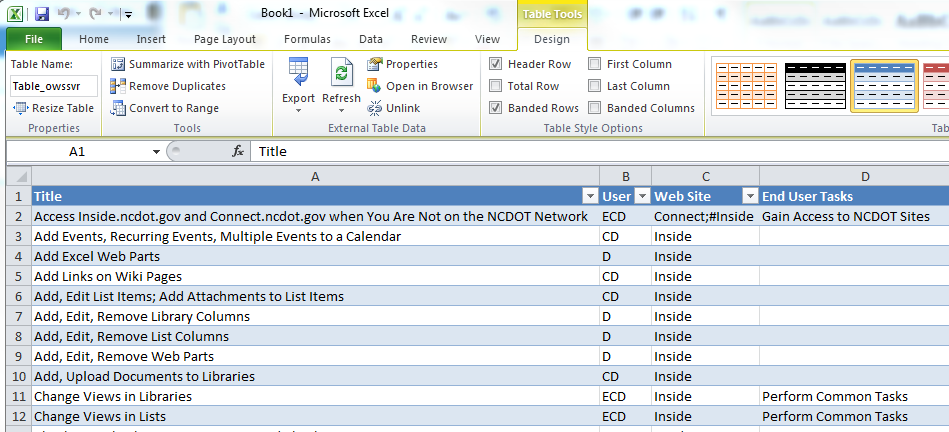 Book1 - Microsoft Excel
Table Tools
File Home Insert Page Layout Formulas Data Review View Design
Table Name:
Table_owssvr
Resize Table
Properties
Summarize with PivotTable
Remove Duplicates
Convert to Range
Tools
Export Refresh
Properties
Open in Browser
Unlink
External Table Data
Header Row First Column
Total Row Last Column
Banded Rows Banded Columns
Table Style Options
Tab
A1 fx Title
A B C D
1 Title User Web Site End User Tasks
2 Access Inside.ncdot.gov and Connect.ncdot.gov when You Are Not on the NCDOT Network ECD Connect;#Inside Gain Access to NCDOT Sites
3 Add Events, Recurring Events, Multiple Events to a Calendar CD Inside
4 Add Excel Web Parts D Inside
5 Add Links on Wiki Pages CD Inside
6 Add, Edit List Items; Add Attachments to List Items CD Inside
7 Add, Edit, Remove Library Columns D Inside
8 Add, Edit, Remove List Columns D Inside
9 Add, Edit, Remove Web Parts D Inside
10 Add, Upload Documents to Libraries CD Inside
11 Change Views in Libraries ECD Inside Perform Common Tasks
12 Change Views in Lists ECD Inside Perform Common Tasks